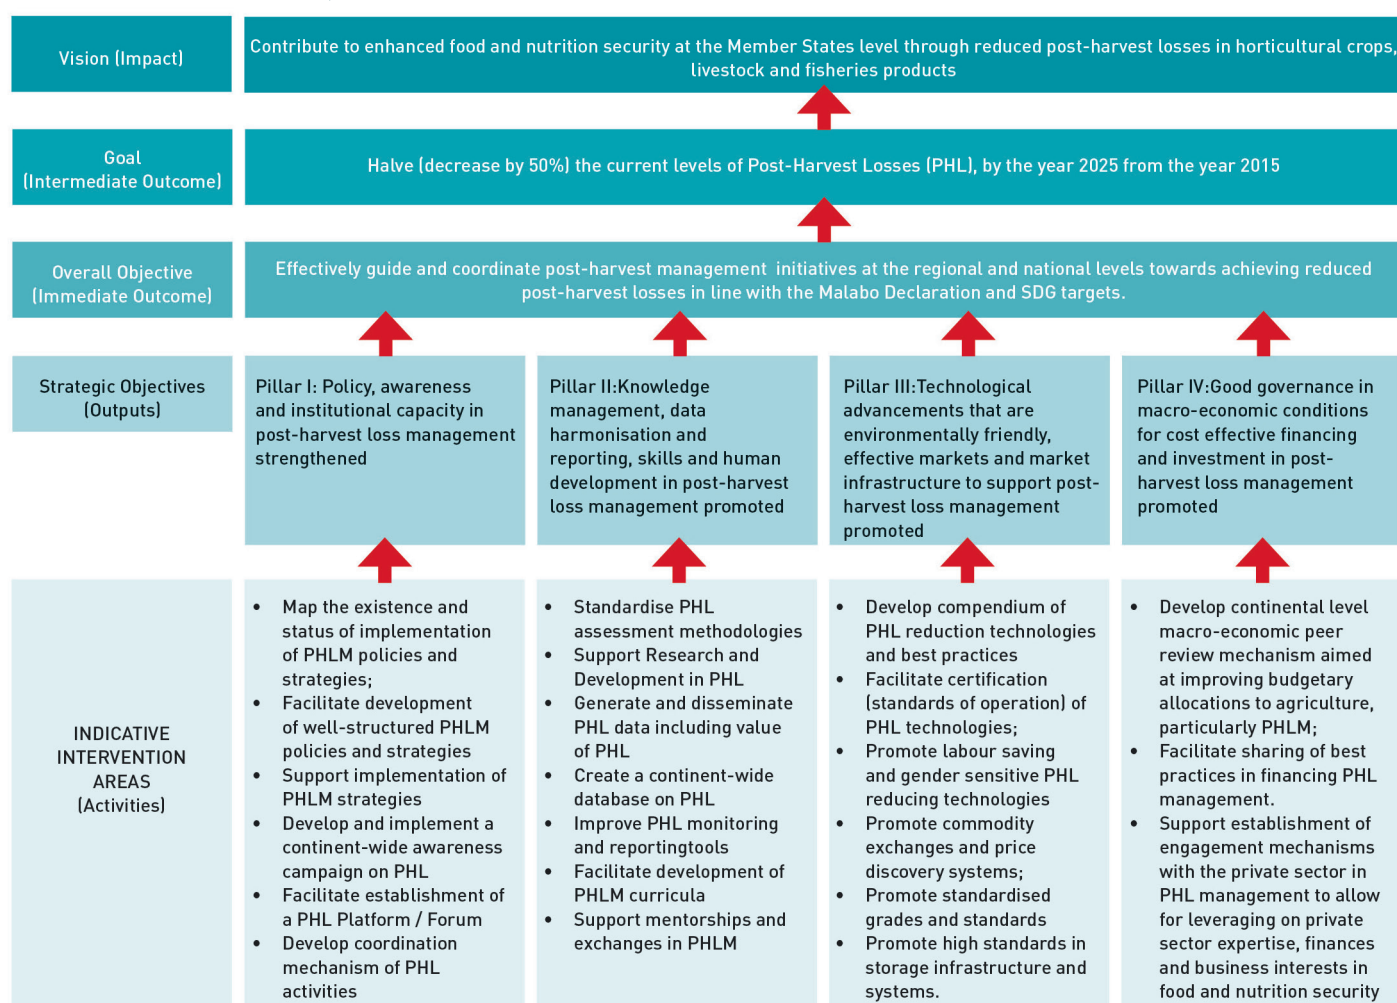 Vision (Impact)
Contribute to enhanced food and nutrition security at the Member States level through reduced post-harvest losses in horticultural crops,
livestock and fisheries products
Goal
(Intermediate Outcome)
Halve (decrease by 50%) the current levels of Post-Harvest Losses (PHL), by the year 2025 from the year 2015
Overall Objective
(Immediate Outcome)
Effectively guide and coordinate post-harvest management initiatives at the regional and national levels towards achieving reduced
post-harvest losses in line with the Malabo Declaration and SDG targets.
Strategic Objectives
(Outputs)
Pillar I: Policy, awareness
and institutional capacity in
post-harvest loss management
strengthened
Pillar II:Knowledge
management, data
harmonisation and
reporting, skills and human
development in post-harvest
loss management promoted
Pillar III:Technological
advancements that are
environmentally friendly,
effective markets and market
infrastructure to support post-
harvest loss management
promoted
Pillar IV:Good governance in
macro-economic conditions
for cost effective financing
and investment in post-
harvest loss management
promoted
INDICATIVE
INTERVENTION
AREAS
(Activities)
• Map the existence and
status of implementation
of PHLM policies and
strategies;
• Facilitate development
of well-structured PHLM
policies and strategies
• Support implementation of
PHLM strategies
• Develop and implement a
continent-wide awareness
campaign on PHL
• Facilitate establishment of
a PHL Platform / Forum
• Develop coordination
mechanism of PHL
activities
• Standardise PHL
assessment methodologies
• Support Research and
Development in PHL
• Generate and disseminate
PHL data including value
of PHL
• Create a continent-wide
database on PHL
• Improve PHL monitoring
and reportingtools
• Facilitate development of
PHLM curricula
• Support mentorships and
exchanges in PHLM
• Develop compendium of
PHL reduction technologies
and best practices
• Facilitate certification
(standards of operation) of
PHL technologies;
• Promote labour saving
and gender sensitive PHL
reducing technologies
• Promote commodity
exchanges and price
discovery systems;
• Promote standardised
grades and standards
• Promote high standards in
storage infrastructure and
systems.
• Develop continental level
macro-economic peer
review mechanism aimed
at improving budgetary
allocations to agriculture,
particularly PHLM;
• Facilitate sharing of best
practices in financing PHL
management.
• Support establishment of
engagement mechanisms
with the private sector in
PHL management to allow
for leveraging on private
sector expertise, finances
and business interests in
food and nutrition security